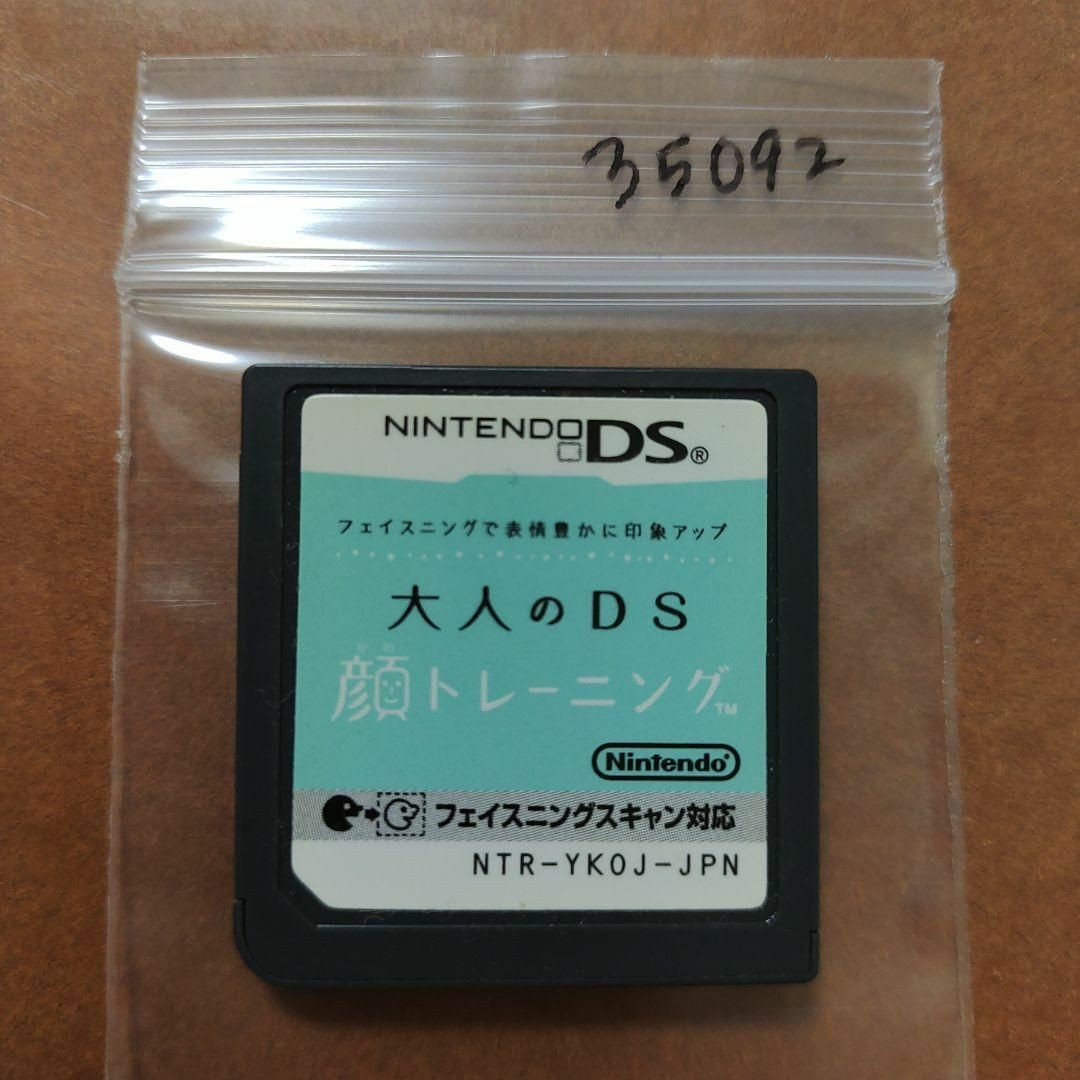 35092
NINTENDO DS®
フェイスニングで表情豊かに印象アップ
大人のDS
かお
顔トレーニング™
Nintendo®
フェイスニングスキャン対応
NTR-YK0J-JPN